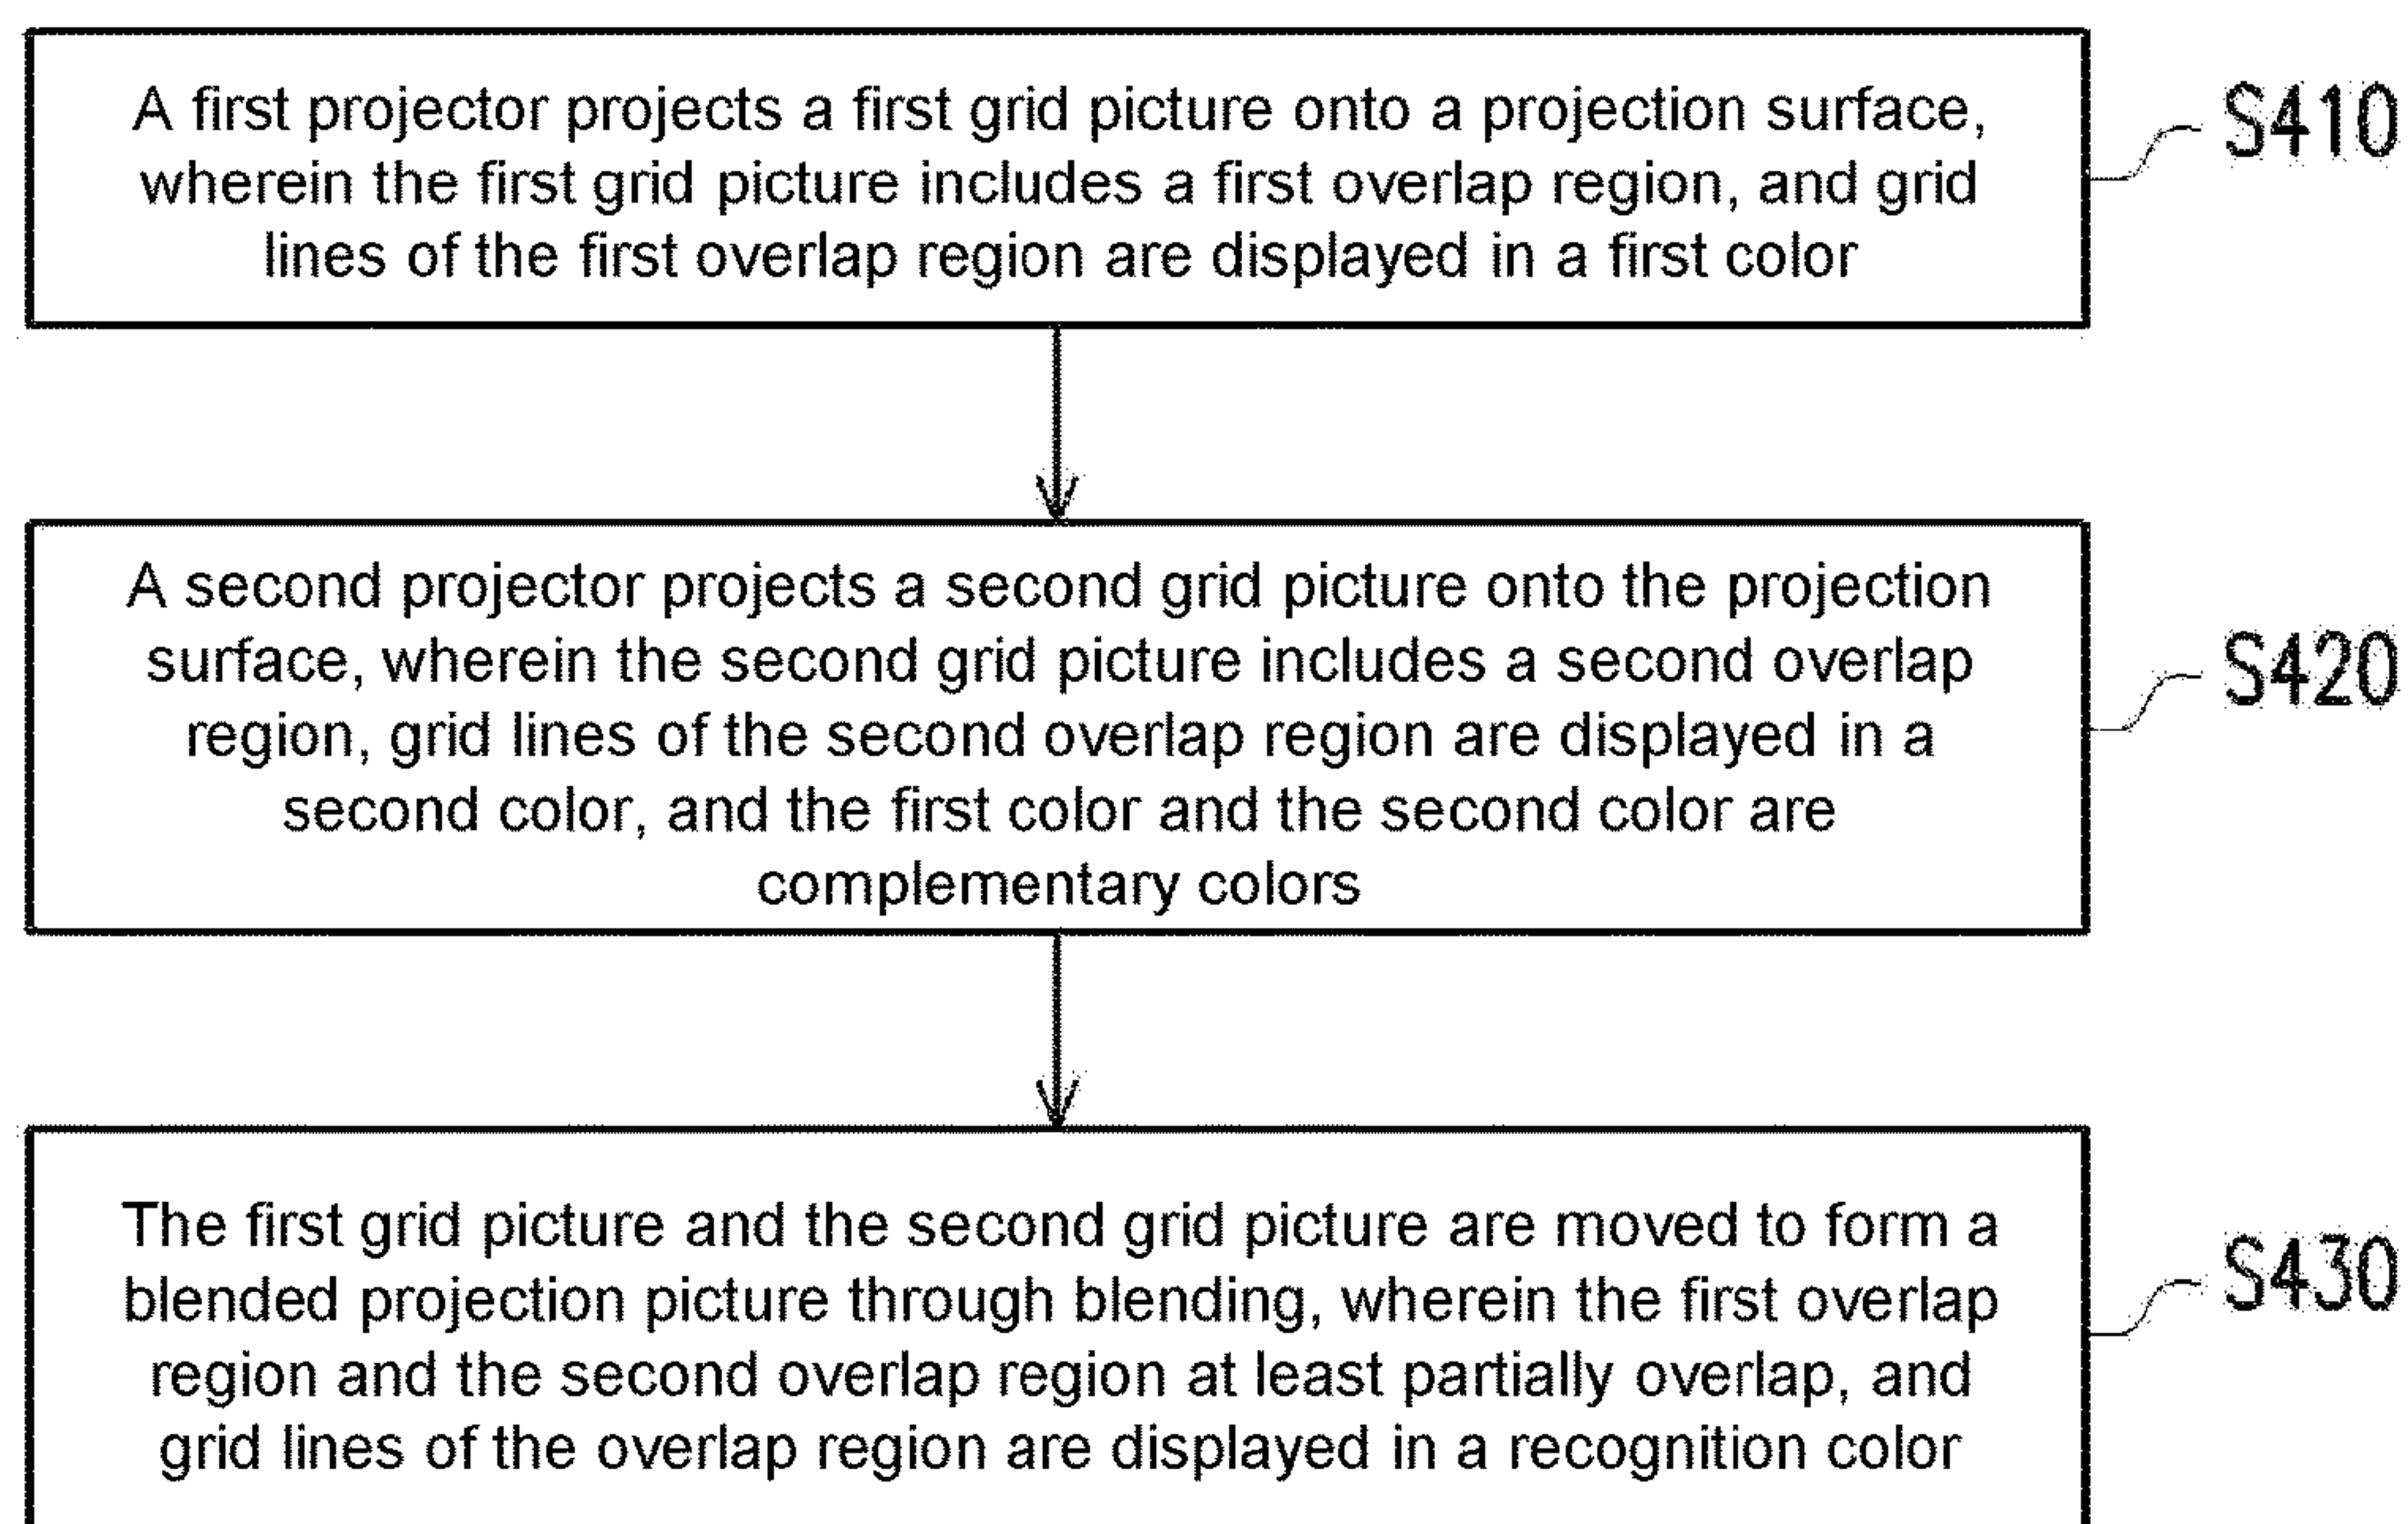 A first projector projects a first grid picture onto a projection surface,
wherein the first grid picture includes a first overlap region, and grid
lines of the first overlap region are displayed in a first color
S410
A second projector projects a second grid picture onto the projection
surface, wherein the second grid picture includes a second overlap
region, grid lines of the second overlap region are displayed in a
second color, and the first color and the second color are
complementary colors
S420
The first grid picture and the second grid picture are moved to form a
blended projection picture through blending, wherein the first overlap
region and the second overlap region at least partially overlap, and
grid lines of the overlap region are displayed in a recognition color
S430